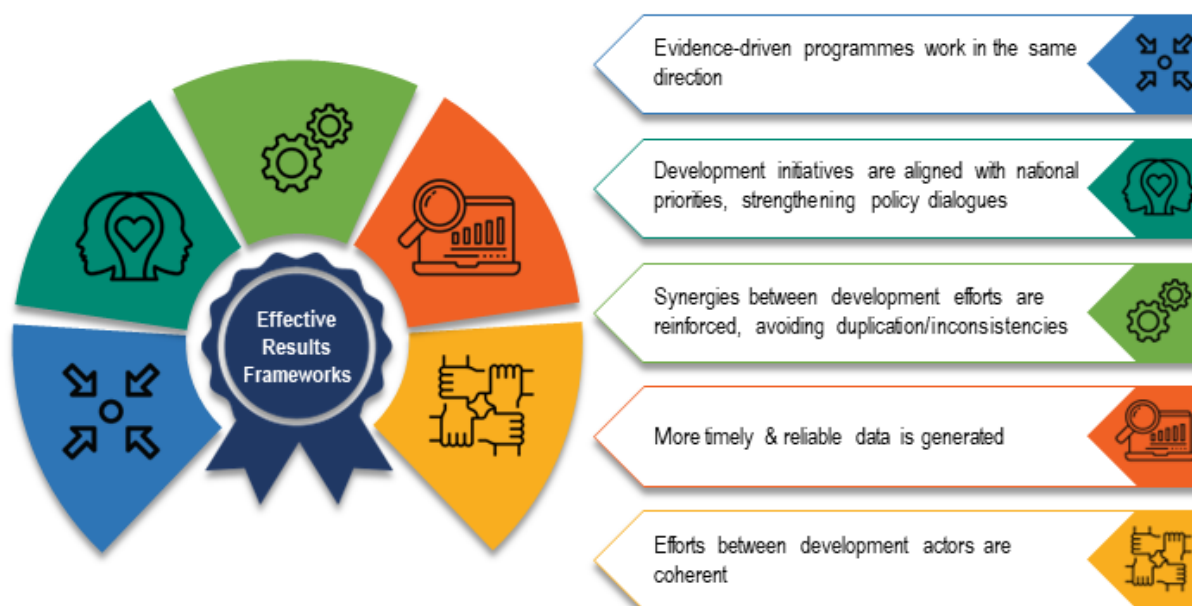 Effective
Results
Frameworks
Evidence-driven programmes work in the same
direction
Development initiatives are aligned with national
priorities, strengthening policy dialogues
Synergies between development efforts are
reinforced, avoiding duplication/inconsistencies
More timely & reliable data is generated
Efforts between development actors are
coherent